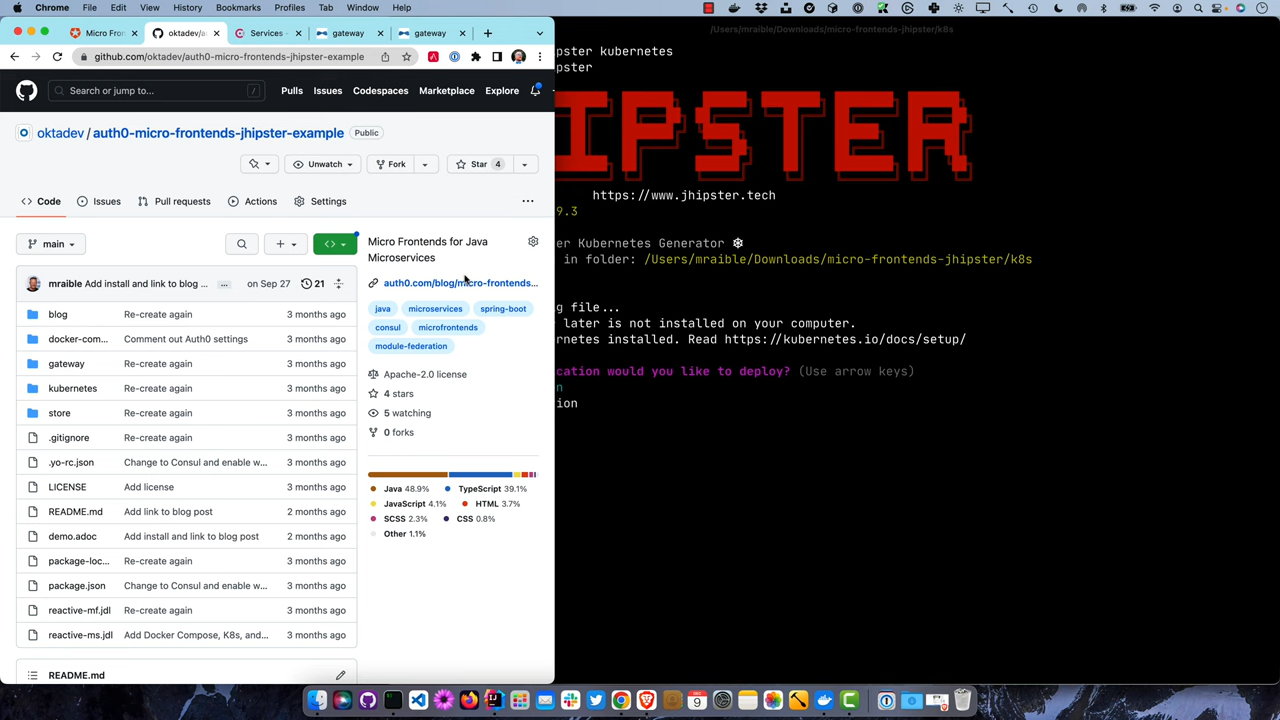 Chrome File Edit View History Bookmarks Profiles Tab Window Help
Micro Fron
oktadev/au
Services -
gateway
gateway
github.com/oktadev/auth0-micro-frontends-jhipster-example
Search or jump to... /
Pulls Issues Codespaces Marketplace Explore
oktadev / auth0-micro-frontends-jhipster-example Public
Unwatch Fork Star 4
Code Issues Pull requests Actions Settings ...
main
mraible Add install and link to blog ... ... on Sep 27 21
blog Re-create again 3 months ago
docker-com... Comment out Auth0 settings 3 months ago
gateway Re-create again 3 months ago
kubernetes Re-create again 3 months ago
store Re-create again 3 months ago
.gitignore Re-create again 3 months ago
.yo-rc.json Change to Consul and enable w... 3 months ago
LICENSE Add license 3 months ago
README.md Add link to blog post 2 months ago
demo.adoc Add install and link to blog post 2 months ago
package-loc... Re-create again 3 months ago
package.json Change to Consul and enable w... 3 months ago
reactive-mf.jdl Re-create again 3 months ago
reactive-ms.jdl Add Docker Compose, K8s, and... 3 months ago
README.md
Micro Frontends for Java
Microservices
auth0.com/blog/micro-frontends...
java microservices spring-boot
consul microfrontends
module-federation
Apache-2.0 license
4 stars
5 watching
0 forks
Java 48.9% TypeScript 39.1%
JavaScript 4.1% HTML 3.7%
SCSS 2.3% CSS 0.8%
Other 1.1%
/Users/mraible/Downloads/micro-frontends-jhipster/k8s
pster kubernetes
pster
IPSTER
https://www.jhipster.tech
9.3
er Kubernetes Generator
in folder: /Users/mraible/Downloads/micro-frontends-jhipster/k8s
g file...
later is not installed on your computer.
rnetes installed. Read https://kubernetes.io/docs/setup/
cation would you like to deploy? (Use arrow keys)
n
ion
9